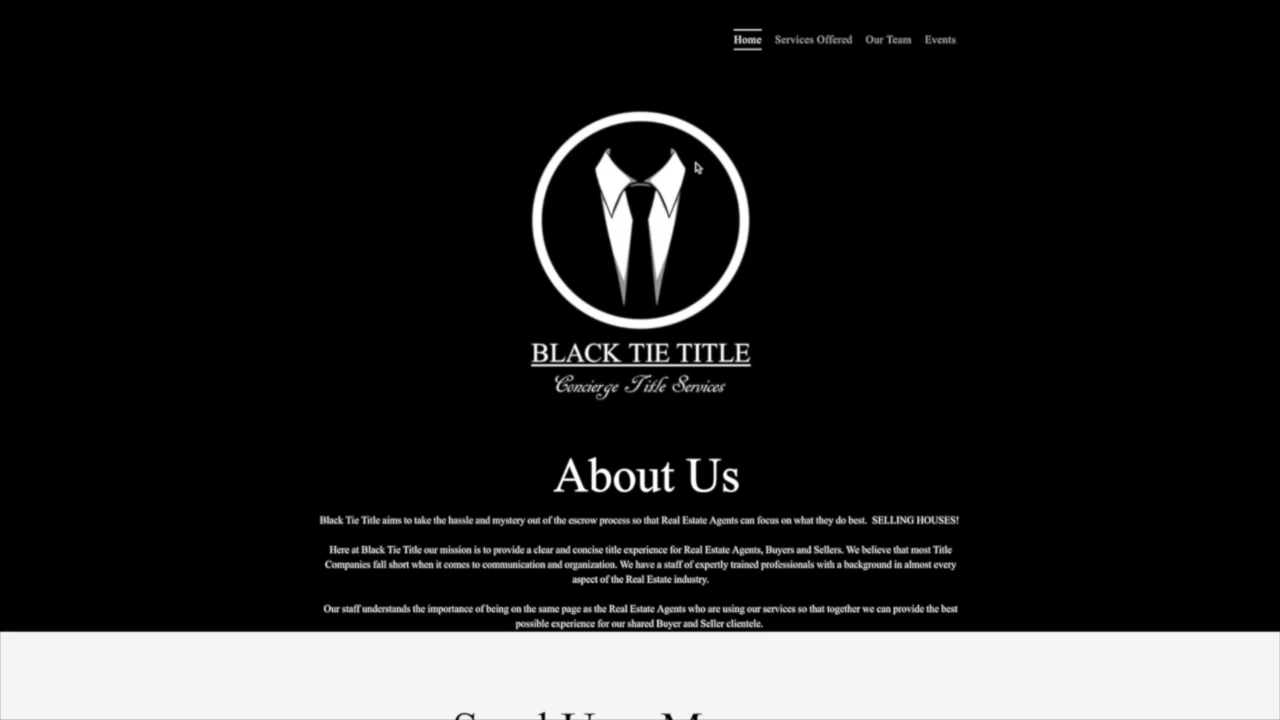 Home Services Offered Our Team Events
BLACK TIE TITLE
Concierge Title Services
About Us
Black Tie Title aims to take the hassle and mystery out of the escrow process so that Real Estate Agents can focus on what they do best. SELLING HOUSES!
Here at Black Tie Title our mission is to provide a clear and concise title experience for Real Estate Agents, Buyers and Sellers. We believe that most Title
Companies fall short when it comes to communication and organization. We have a staff of expertly trained professionals with a background in almost every
aspect of the Real Estate industry.
Our staff understands the importance of being on the same page as the Real Estate Agents who are using our services so that together we can provide the best
possible experience for our shared Buyer and Seller clientele.